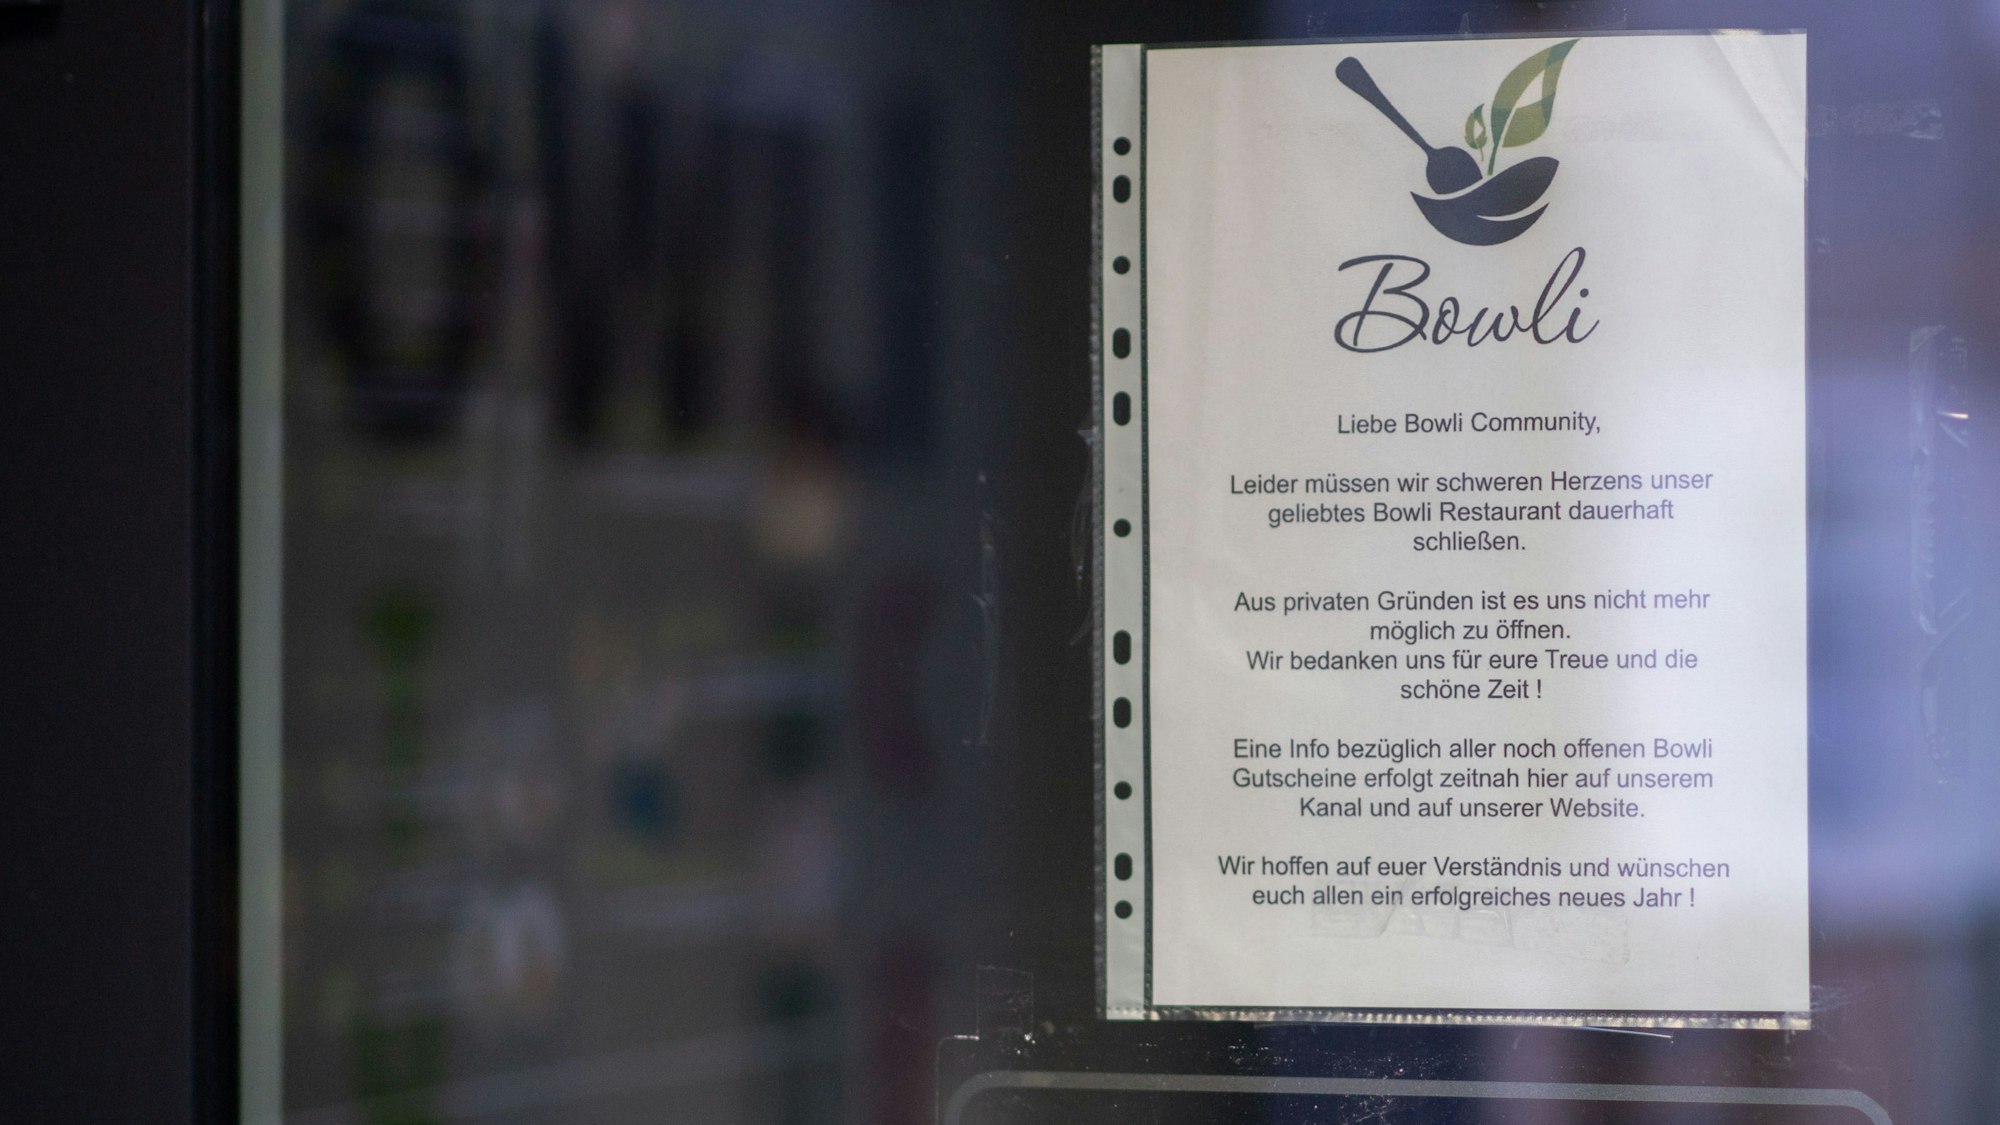 Bowli
Liebe Bowli Community,
Leider müssen wir schweren Herzens unser
geliebtes Bowli Restaurant dauerhaft
schließen.
Aus privaten Gründen ist es uns nicht mehr
möglich zu öffnen.
Wir bedanken uns für eure Treue und die
schöne Zeit !
Eine Info bezüglich aller noch offenen Bowli
Gutscheine erfolgt zeitnah hier auf unserem
Kanal und auf unserer Website.
Wir hoffen auf euer Verständnis und wünschen
euch allen ein erfolgreiches neues Jahr !